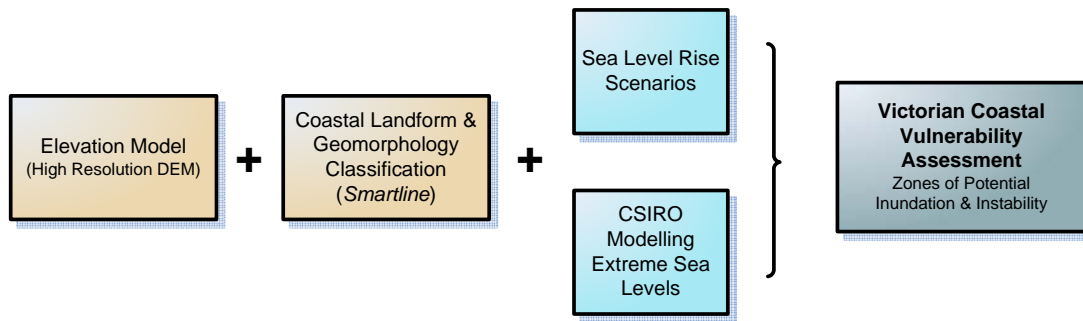 Elevation Model
(High Resolution DEM)
+
Coastal Landform &
Geomorphology
Classification
(Smartline)
+
Sea Level Rise
Scenarios
CSIRO
Modelling
Extreme Sea
Levels
Victorian Coastal
Vulnerability
Assessment
Zones of Potential
Inundation & Instability